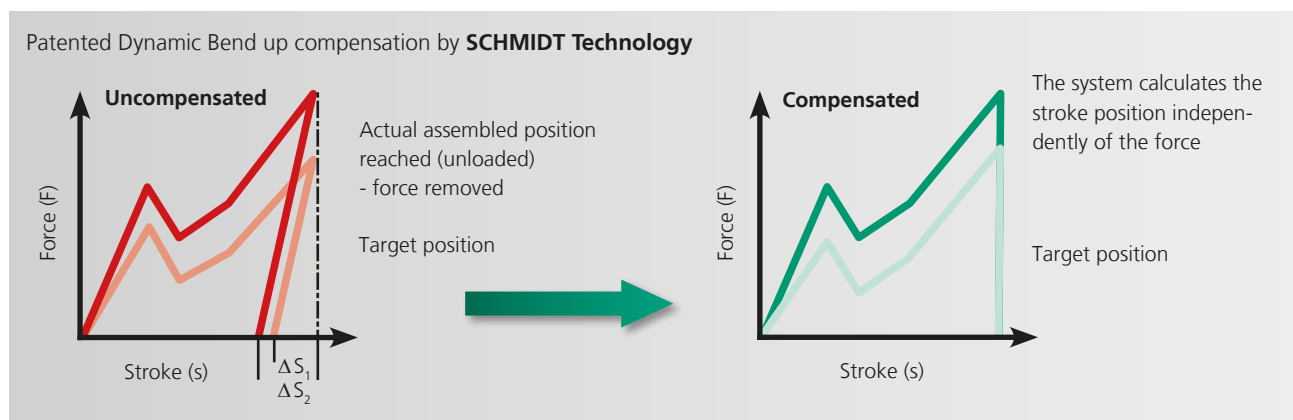 Patented Dynamic Bend up compensation by SCHMIDT Technology
Uncompensated
Force (F)
Stroke (s)
ΔS1
ΔS2
Actual assembled position
reached (unloaded)
- force removed
Target position
Compensated
Force (F)
Stroke (s)
The system calculates the
stroke position indepen-
dently of the force
Target position